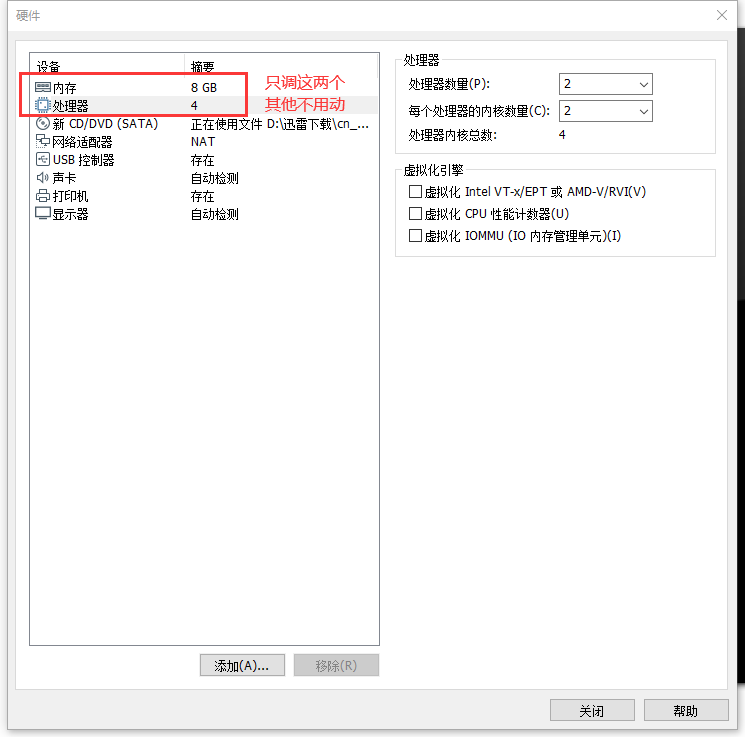 硬件
设备 摘要
内存 8 GB
处理器 4
新 CD/DVD (SATA) 正在使用文件 D:\迅雷下载\cn_...
网络适配器 NAT
USB 控制器 存在
声卡 自动检测
打印机 存在
显示器 自动检测
只调这两个
其他不用动
添加(A)...
移除(R)
处理器
处理器数量(P): 2
每个处理器的内核数量(C): 2
处理器内核总数: 4
虚拟化引擎
虚拟化 Intel VT-x/EPT 或 AMD-V/RVI(V)
虚拟化 CPU 性能计数器(U)
虚拟化 IOMMU (IO 内存管理单元)(I)
关闭
帮助